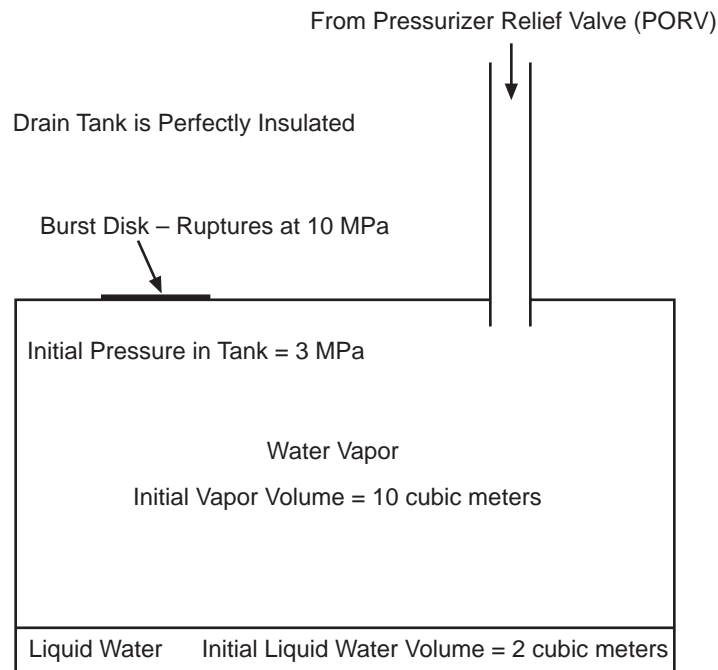 From Pressurizer Relief Valve (PORV)
Drain Tank is Perfectly Insulated
Burst Disk – Ruptures at 10 MPa
Initial Pressure in Tank = 3 MPa
Water Vapor
Initial Vapor Volume = 10 cubic meters
Liquid Water Initial Liquid Water Volume = 2 cubic meters